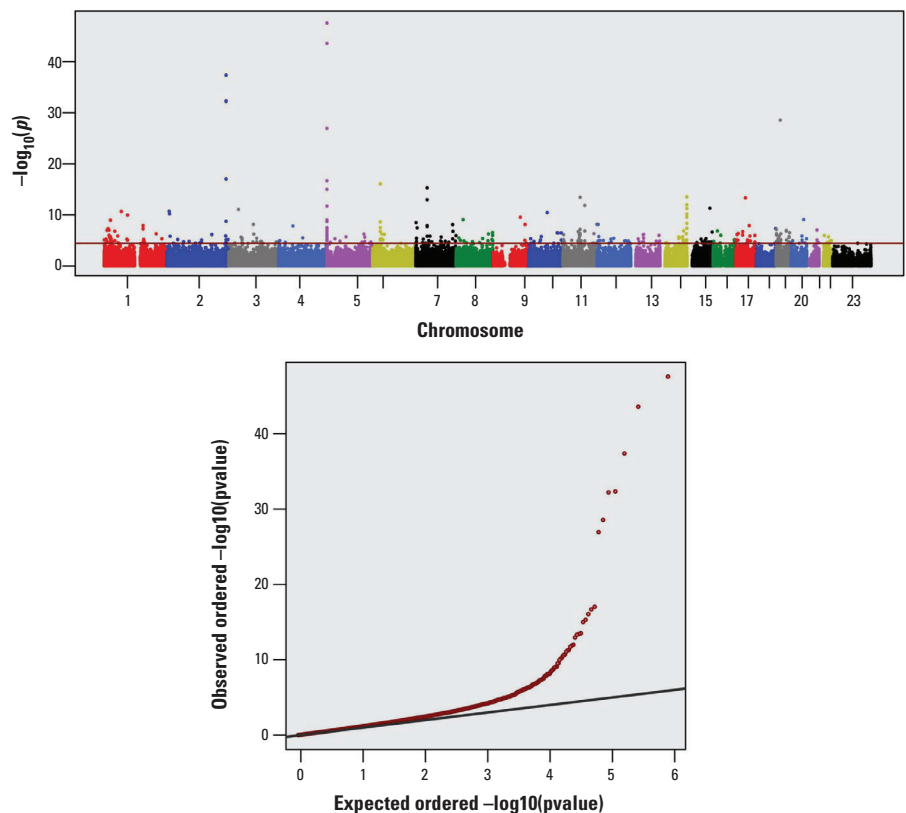 40
30
20
10
0
−log10(p)
1 2 3 4 5 6 7 8 9 10 11 13 15 17 20 23
Chromosome
40
30
20
10
0
Observed ordered −log10(pvalue)
0 1 2 3 4 5 6
Expected ordered −log10(pvalue)